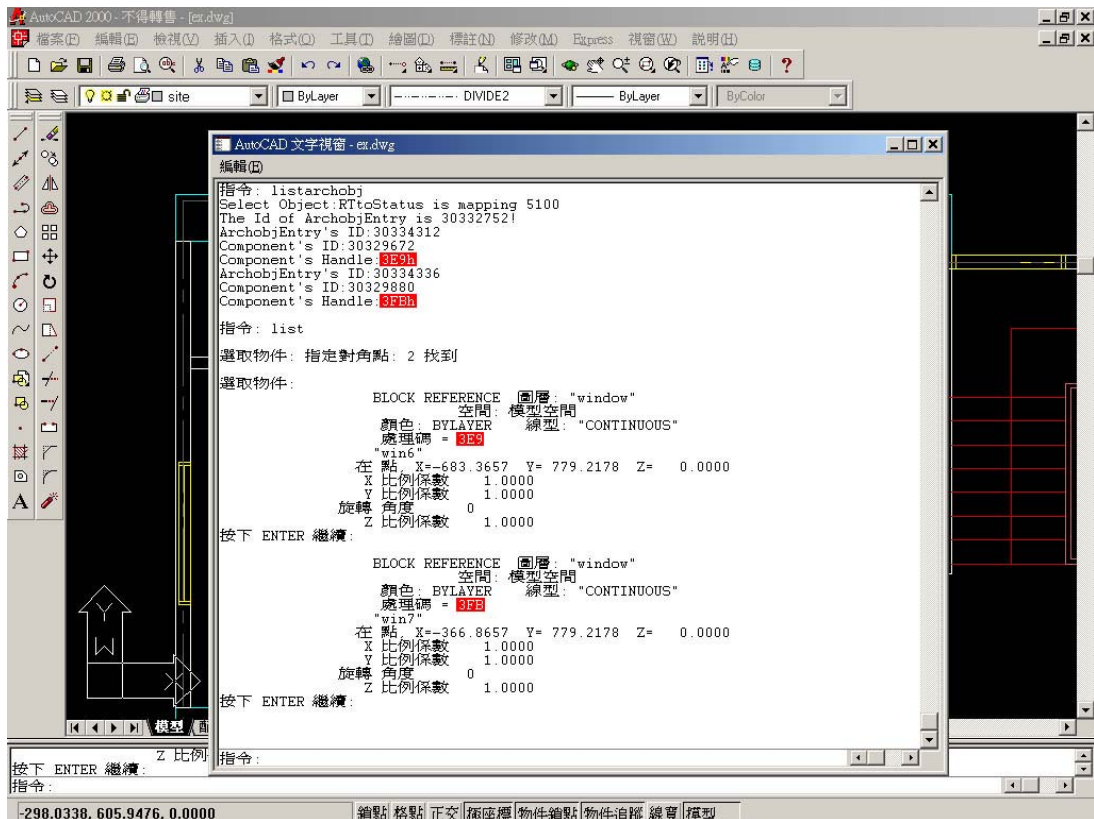 AutoCAD 2000 - 不得轉售 - [ex.dwg]
檔案(F) 編輯(E) 檢視(V) 插入(I) 格式(O) 工具(T) 繪圖(D) 標註(N) 修改(M) Express 視窗(W) 說明(H)
site ByLayer DIVIDE2 ByLayer ByColor
AutoCAD 文字視窗 - ex.dwg
編輯(E)
指令: listarchobj
Select Object:RTtoStatus is mapping 5100
The Id of ArchobjEntry is 30332752!
ArchobjEntry's ID:30334312
Component's ID:30329672
Component's Handle:3E9h
ArchobjEntry's ID:30334336
Component's ID:30329880
Component's Handle:3FBh
指令: list
選取物件: 指定對角點: 2 找到
選取物件:
BLOCK REFERENCE 圖層: "window"
空間: 模型空間
顏色: BYLAYER 線型: "CONTINUOUS"
處理碼 = 3E9
"win6"
在 點, X=-683.3657 Y= 779.2178 Z= 0.0000
X 比例係數 1.0000
Y 比例係數 1.0000
旋轉 角度 0
Z 比例係數 1.0000
按下 ENTER 繼續:
BLOCK REFERENCE 圖層: "window"
空間: 模型空間
顏色: BYLAYER 線型: "CONTINUOUS"
處理碼 = 3FB
"win7"
在 點, X=-366.8657 Y= 779.2178 Z= 0.0000
X 比例係數 1.0000
Y 比例係數 1.0000
旋轉 角度 0
Z 比例係數 1.0000
按下 ENTER 繼續:
指令:
Y
W
X
模型 配
Z 比例
按下 ENTER 繼續:
指令:
-298.0338, 605.9476, 0.0000 鎖點 格點 正交 極座標 物件鎖點 物件追蹤 線寬 模型